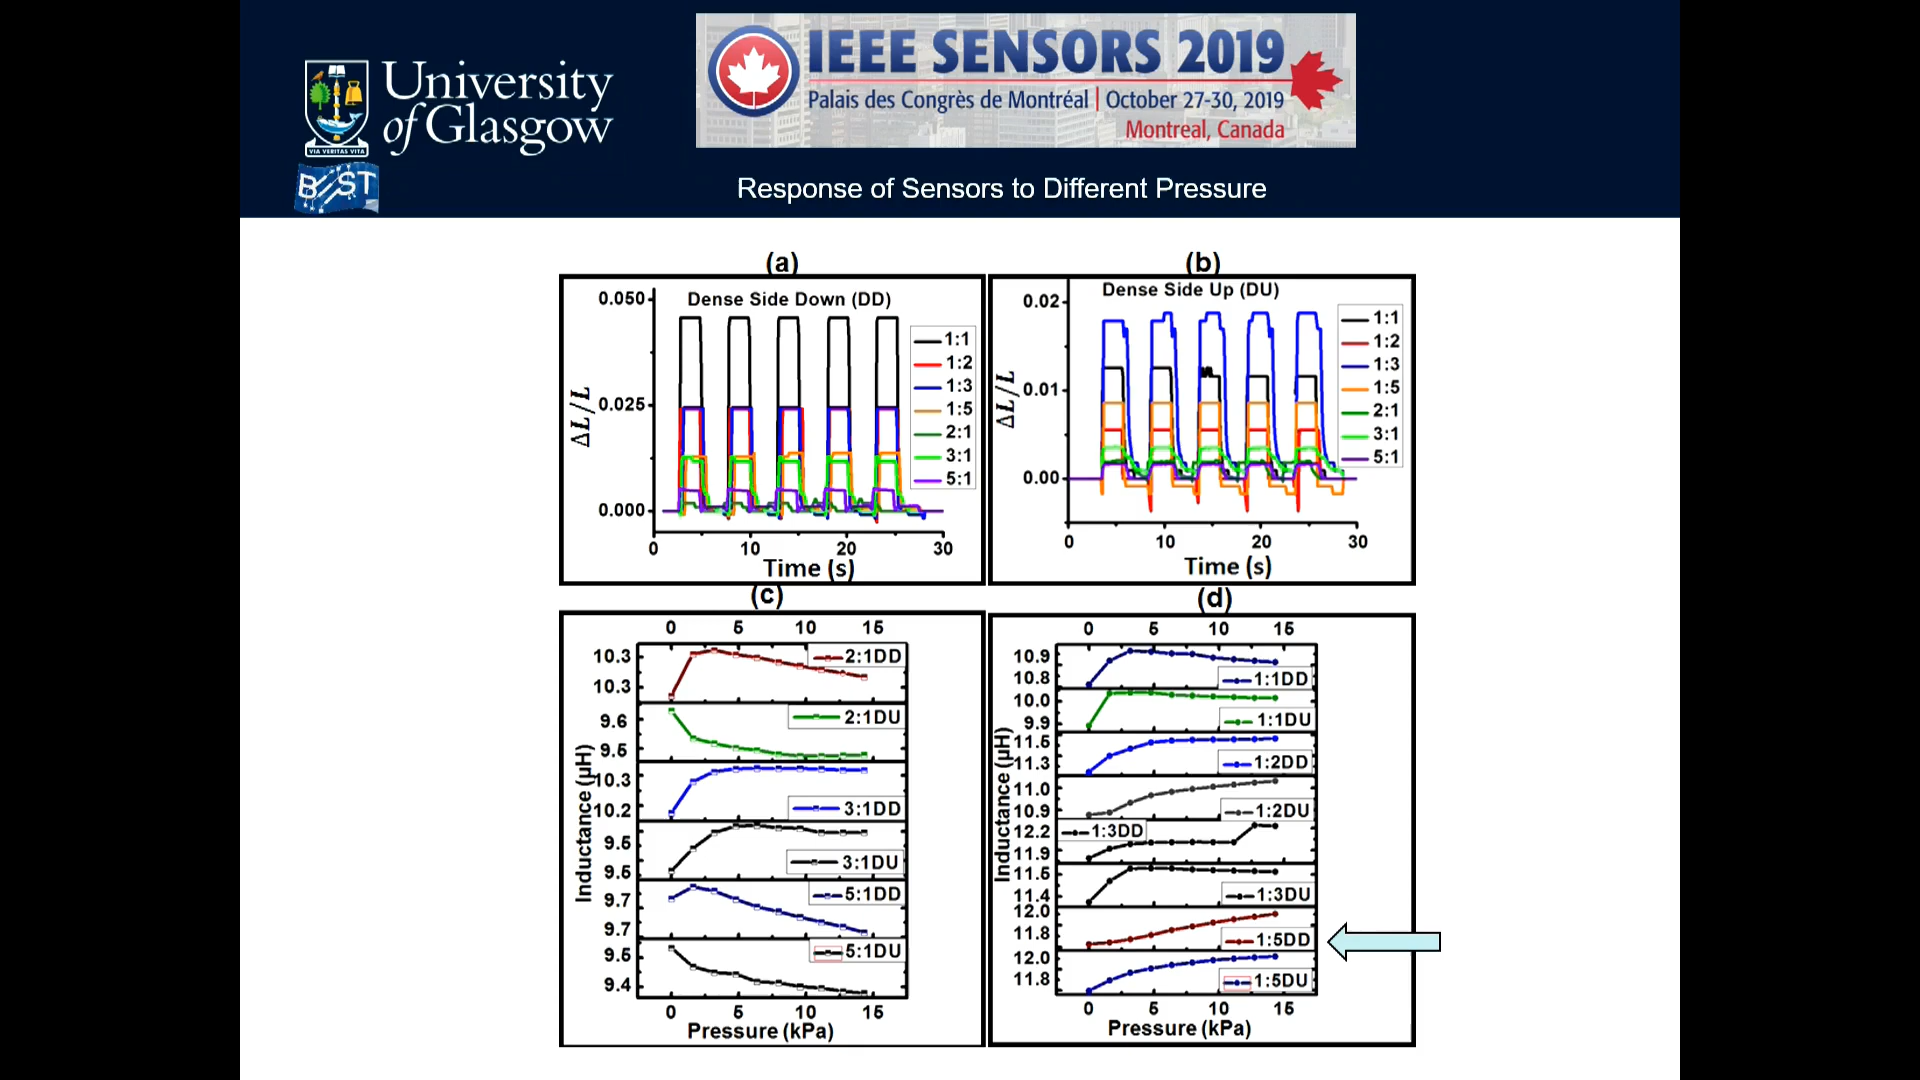 University
of Glasgow
VIA VERITAS VITA
BEST
IEEE SENSORS 2019
Palais des Congrès de Montréal | October 27-30, 2019
Montreal, Canada
Response of Sensors to Different Pressure
(a)
Dense Side Down (DD)
0.050
0.025
0.000
ΔL/L
1:1
1:2
1:3
1:5
2:1
3:1
5:1
0 10 20 30
Time (s)
(b)
Dense Side Up (DU)
0.02
0.01
0.00
ΔL/L
1:1
1:2
1:3
1:5
2:1
3:1
5:1
0 10 20 30
Time (s)
(c)
0 5 10 15
10.3 2:1DD
10.3
9.6 2:1DU
9.5
10.3
10.2 3:1DD
9.6
9.6 3:1DU
9.7 5:1DD
9.7
9.6 5:1DU
9.4
Inductance (µH)
0 5 10 15
Pressure (kPa)
(d)
0 5 10 15
10.9
10.8 1:1DD
10.0
9.9 1:1DU
11.6
11.3 1:2DD
11.0
10.9 1:2DU
12.2 1:3DD
11.9
11.6
11.4 1:3DU
12.0
11.8 1:5DD
12.0
11.8 1:5DU
Inductance (µH)
0 5 10 15
Pressure (kPa)